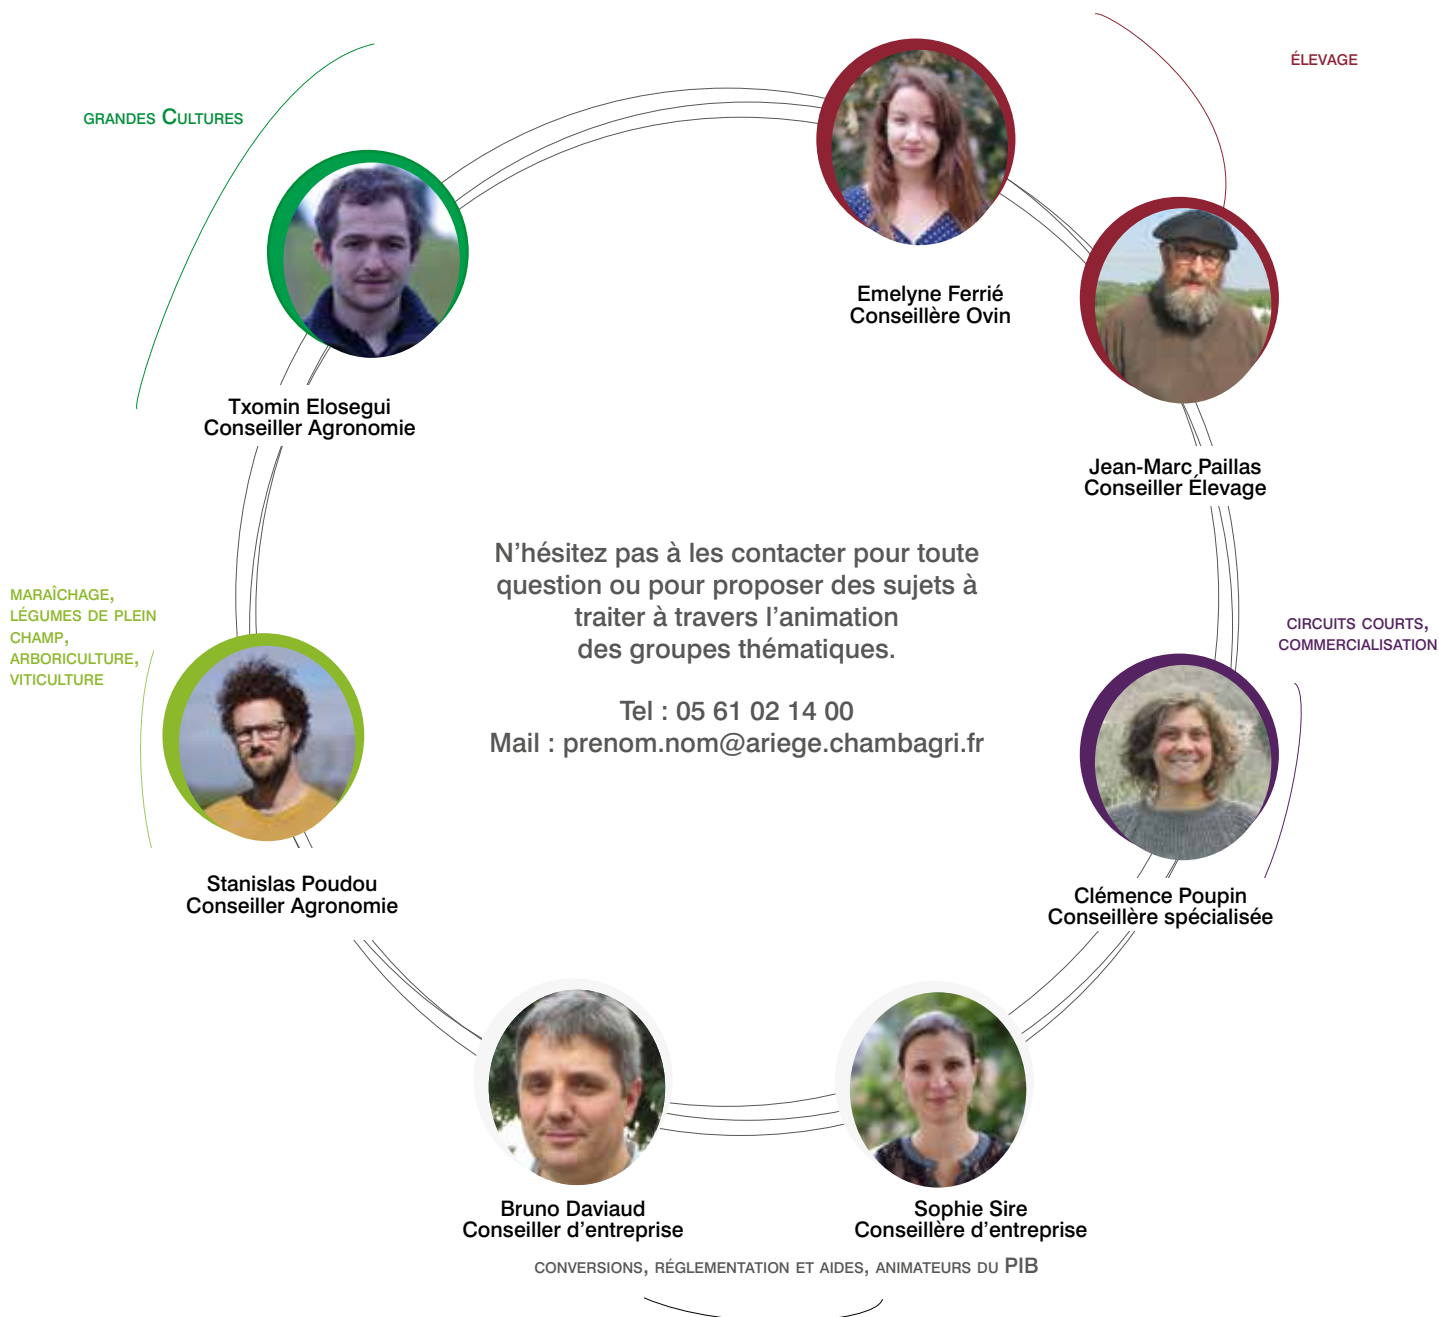 ÉLEVAGE
GRANDES CULTURES
Emelyne Ferrié
Conseillère Ovin
Txomin Elosegui
Conseiller Agronomie
Jean-Marc Paillas
Conseiller Élevage
N’hésitez pas à les contacter pour toute
question ou pour proposer des sujets à
traiter à travers l’animation
des groupes thématiques.
Tel : 05 61 02 14 00
Mail : prenom.nom@ariege.chambagri.fr
MARAÎCHAGE,
LÉGUMES DE PLEIN
CHAMP,
ARBORICULTURE,
VITICULTURE
CIRCUITS COURTS,
COMMERCIALISATION
Stanislas Poudou
Conseiller Agronomie
Clémence Poupin
Conseillère spécialisée
Bruno Daviaud
Conseiller d’entreprise
Sophie Sire
Conseillère d’entreprise
CONVERSIONS, RÉGLEMENTATION ET AIDES, ANIMATEURS DU PIB